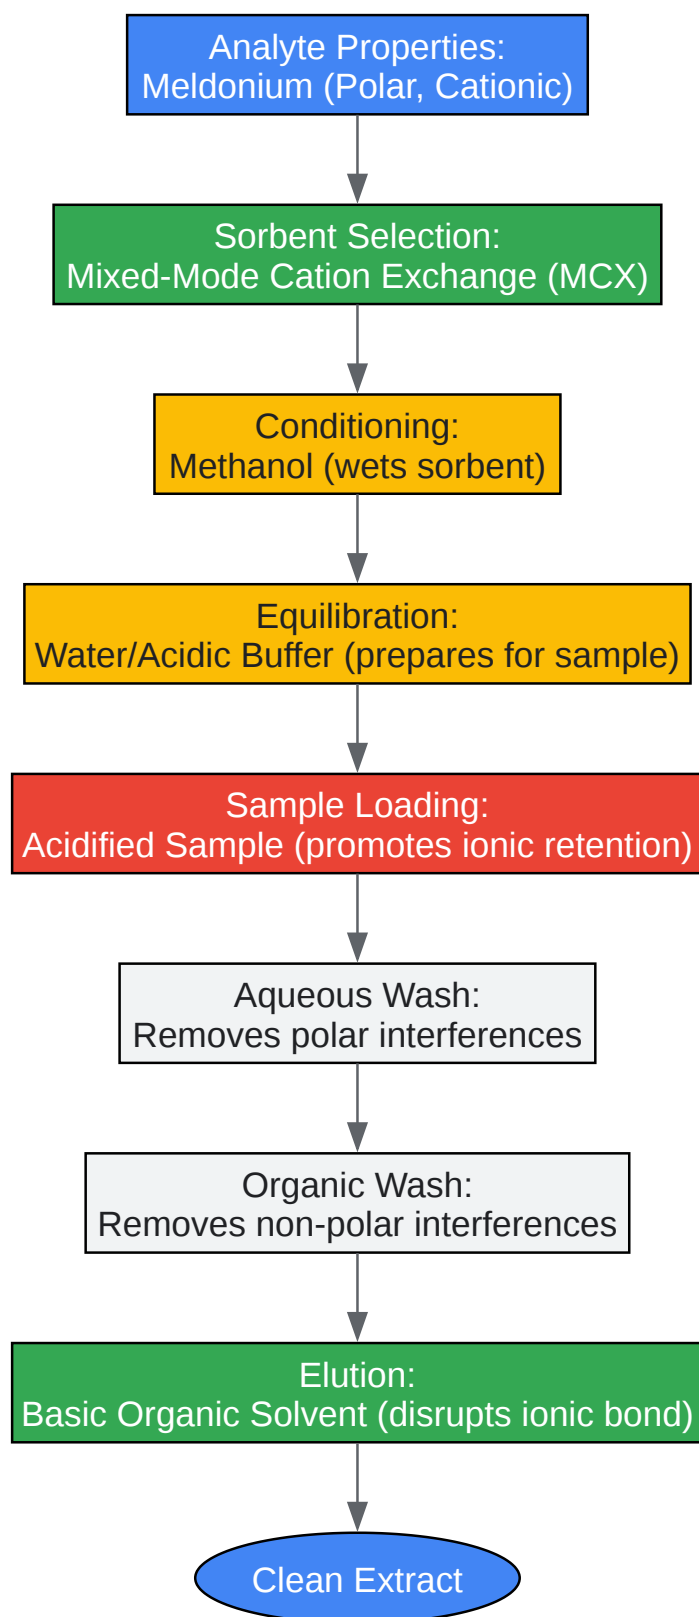 Analyte Properties:
Meldonium (Polar, Cationic)
Sorbent Selection:
Mixed-Mode Cation Exchange (MCX)
Conditioning:
Methanol (wets sorbent)
Equilibration:
Water/Acidic Buffer (prepares for sample)
Sample Loading:
Acidified Sample (promotes ionic retention)
Aqueous Wash:
Removes polar interferences
Organic Wash:
Removes non-polar interferences
Elution:
Basic Organic Solvent (disrupts ionic bond)
Clean Extract